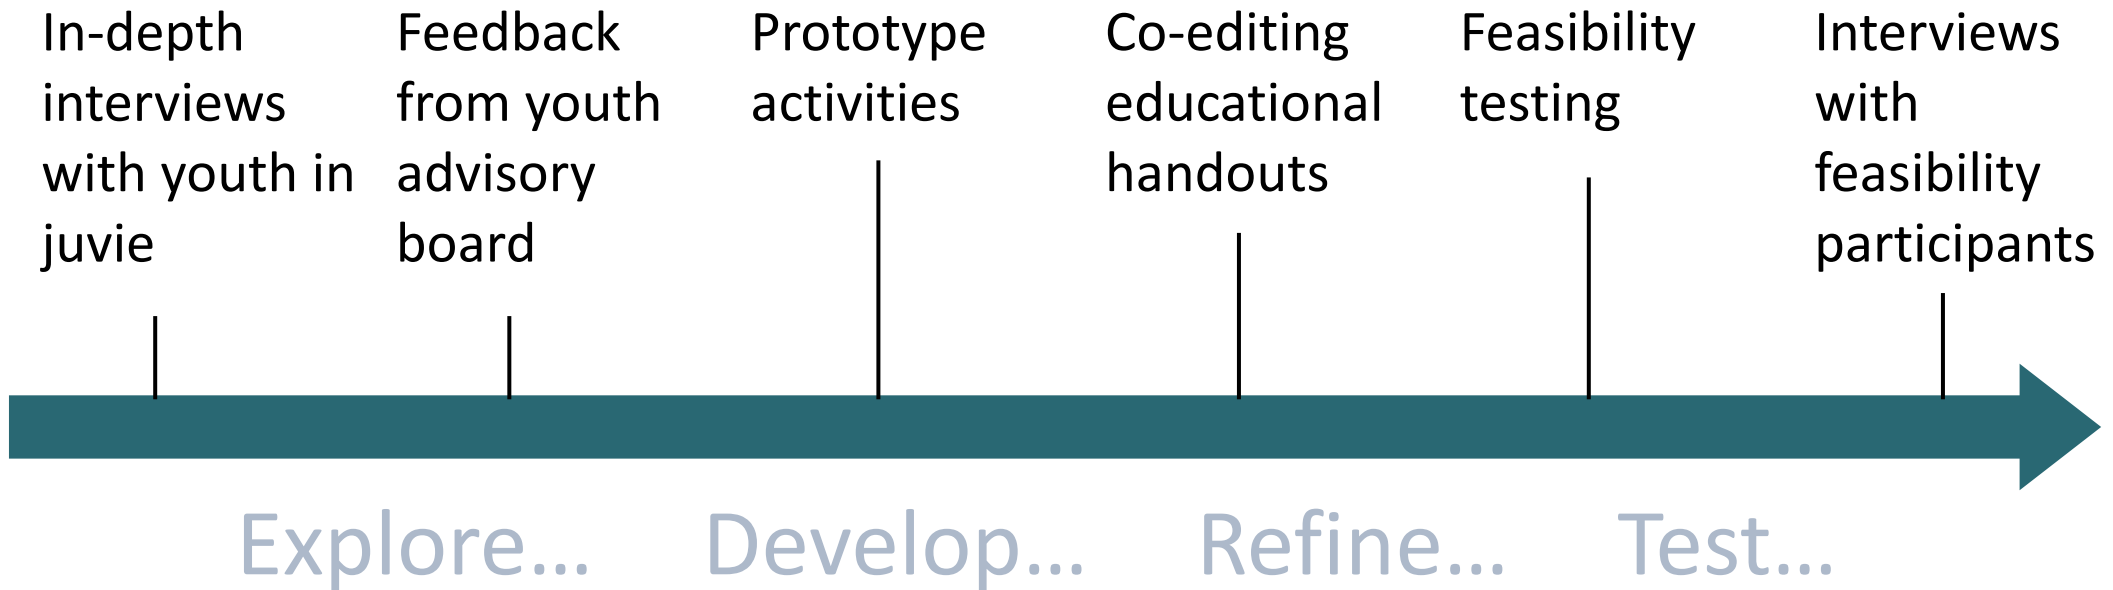 In-depth
interviews
with youth in
juvie
Feedback
from youth
advisory
board
Prototype
activities
Co-editing
educational
handouts
Feasibility
testing
Interviews
with
feasibility
participants
Explore...
Develop...
Refine...
Test...